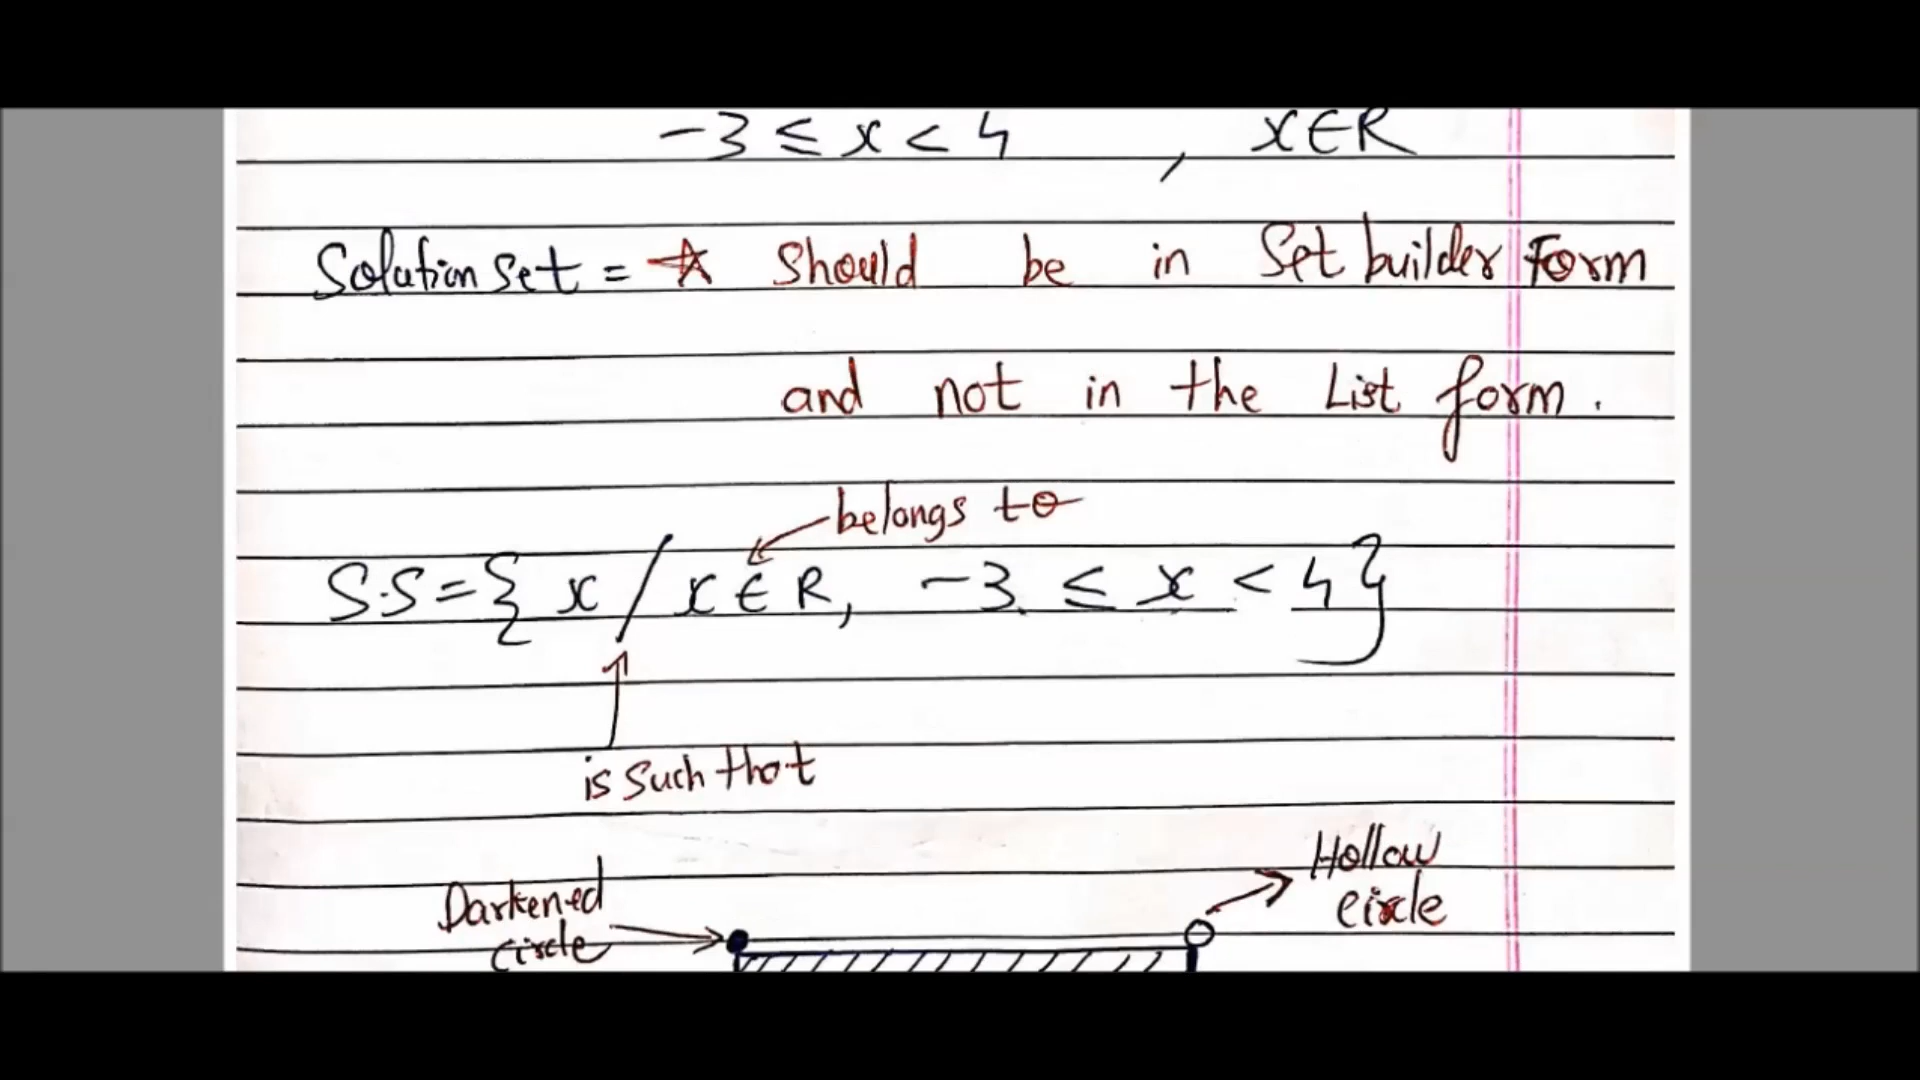 -3 ≤ x < 4 , x∈R
Solution set = ☆ Should be in Set builder Form
and not in the List form.
belongs to
S.S = { x / x ∈ R, -3 ≤ x < 4 }
is such that
Hollow
circle
Darkened
circle